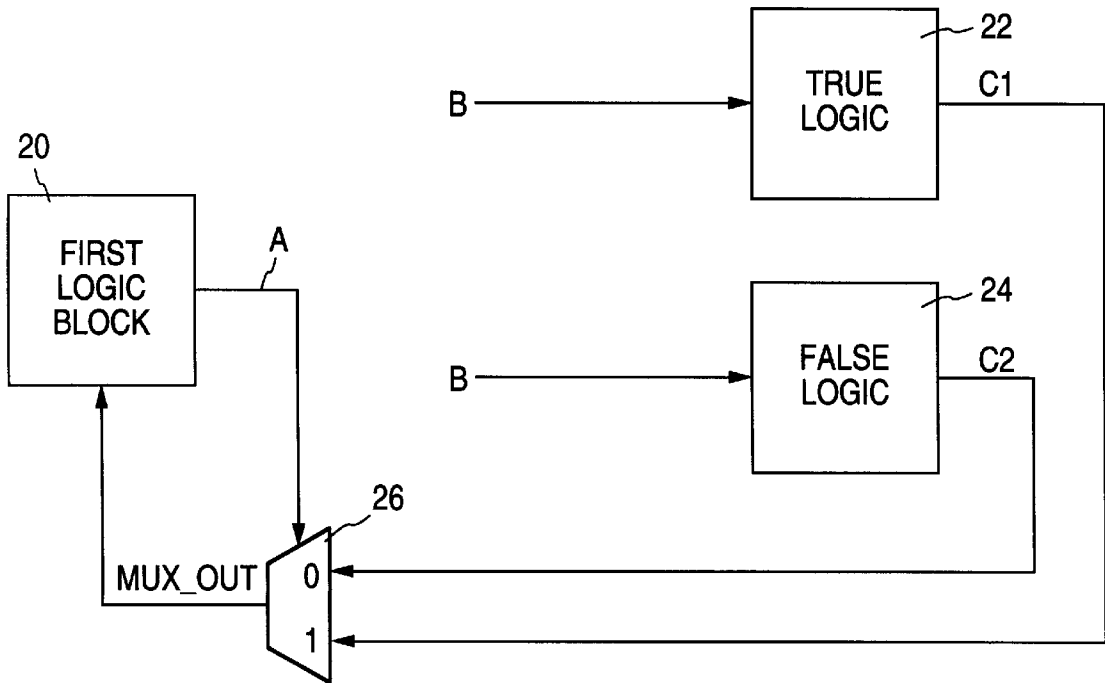 22
TRUE
LOGIC
C1
B
20
FIRST
LOGIC
BLOCK
A
24
FALSE
LOGIC
C2
B
26
MUX_OUT
0
1